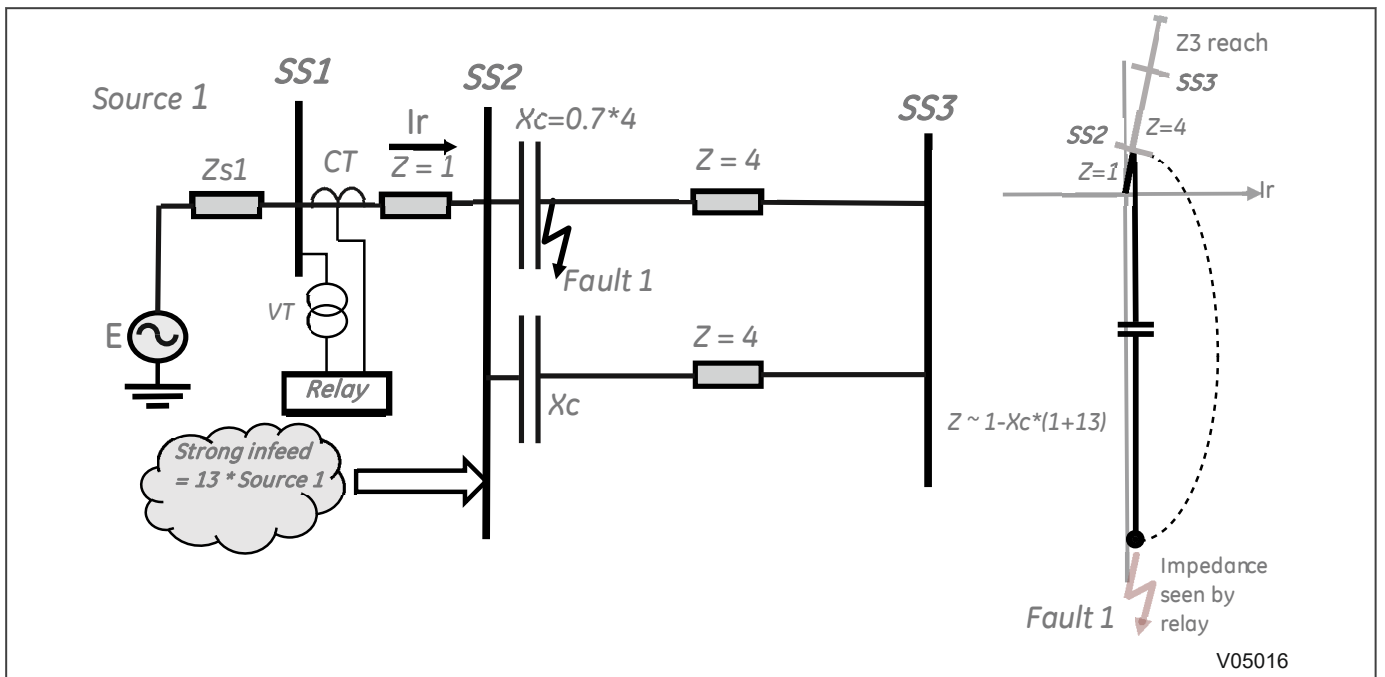 Source 1
SS1
SS2
SS3
Xc=0.7*4
Ir
Zs1
CT
Z = 1
Z = 4
Fault 1
VT
E
Relay
Z = 4
Xc
Strong infeed
= 13 * Source 1
Z3 reach
SS3
SS2
Z=4
Z=1
Ir
Z ~ 1-Xc*(1+13)
Impedance
seen by
relay
Fault 1
V05016